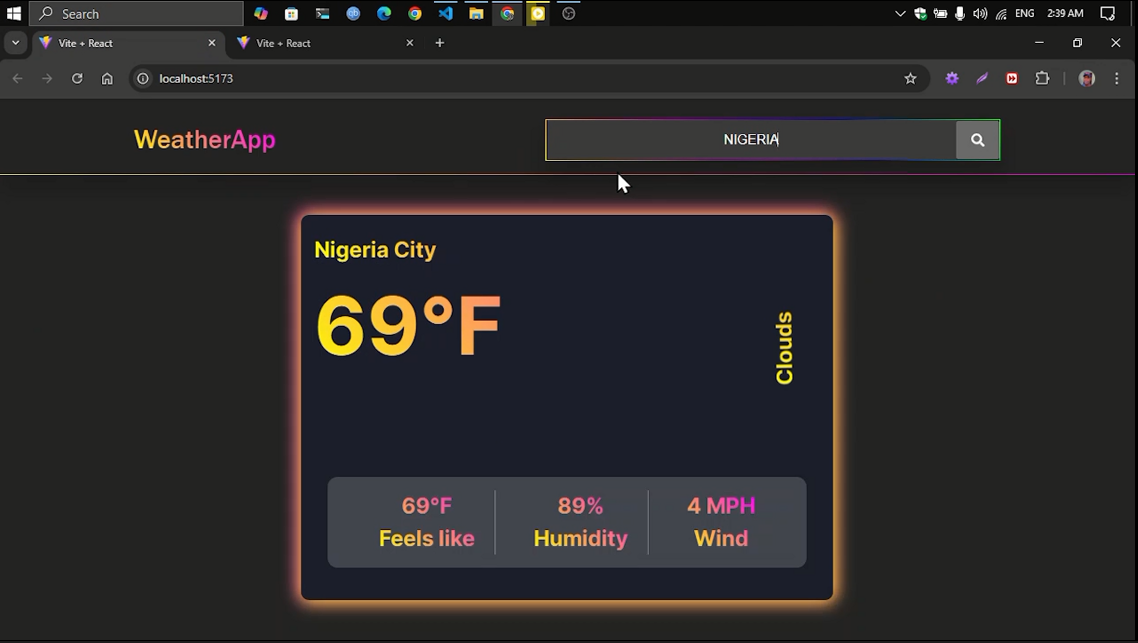 Search
ENG
2:39 AM
Vite + React
Vite + React
localhost:5173
WeatherApp
NIGERIA
Nigeria City
69°F
Clouds
69°F
89%
4 MPH
Feels like
Humidity
Wind